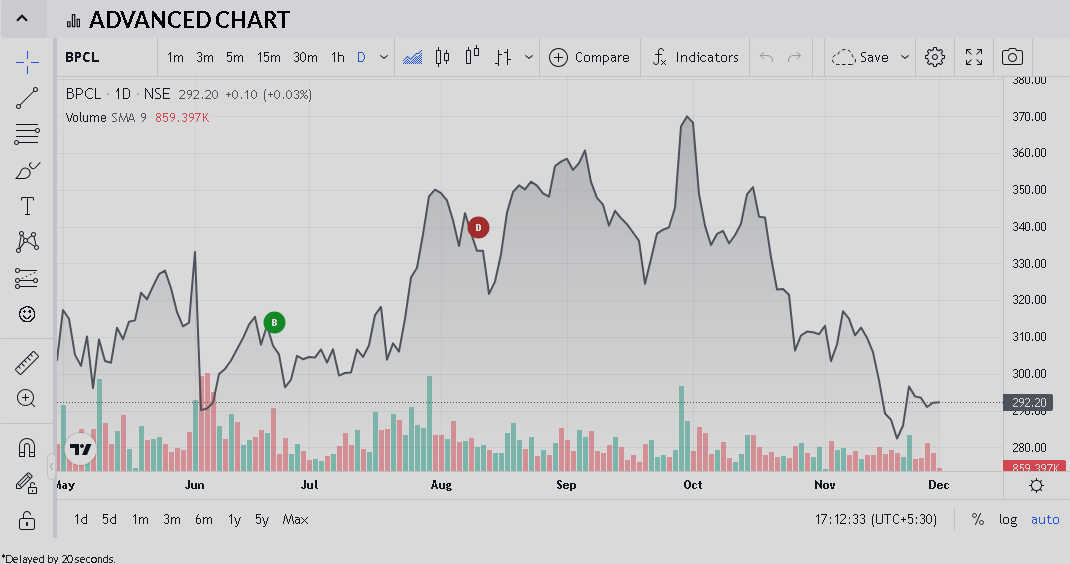 ADVANCED CHART
BPCL 1m 3m 5m 15m 30m 1h D Compare Indicators Save
BPCL · 1D · NSE 292.20 +0.10 (+0.03%)
Volume SMA 9 859.397K
380.00
370.00
360.00
350.00
340.00
330.00
320.00
310.00
300.00
292.20
290.00
280.00
859.397K
D
B
May Jun Jul Aug Sep Oct Nov Dec
1d 5d 1m 3m 6m 1y 5y Max 17:12:33 (UTC+5:30) % log auto
*Delayed by 20 seconds.